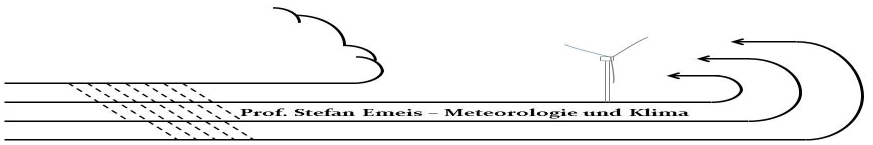 Prof. Stefan Emeis – Meteorologie und Klima